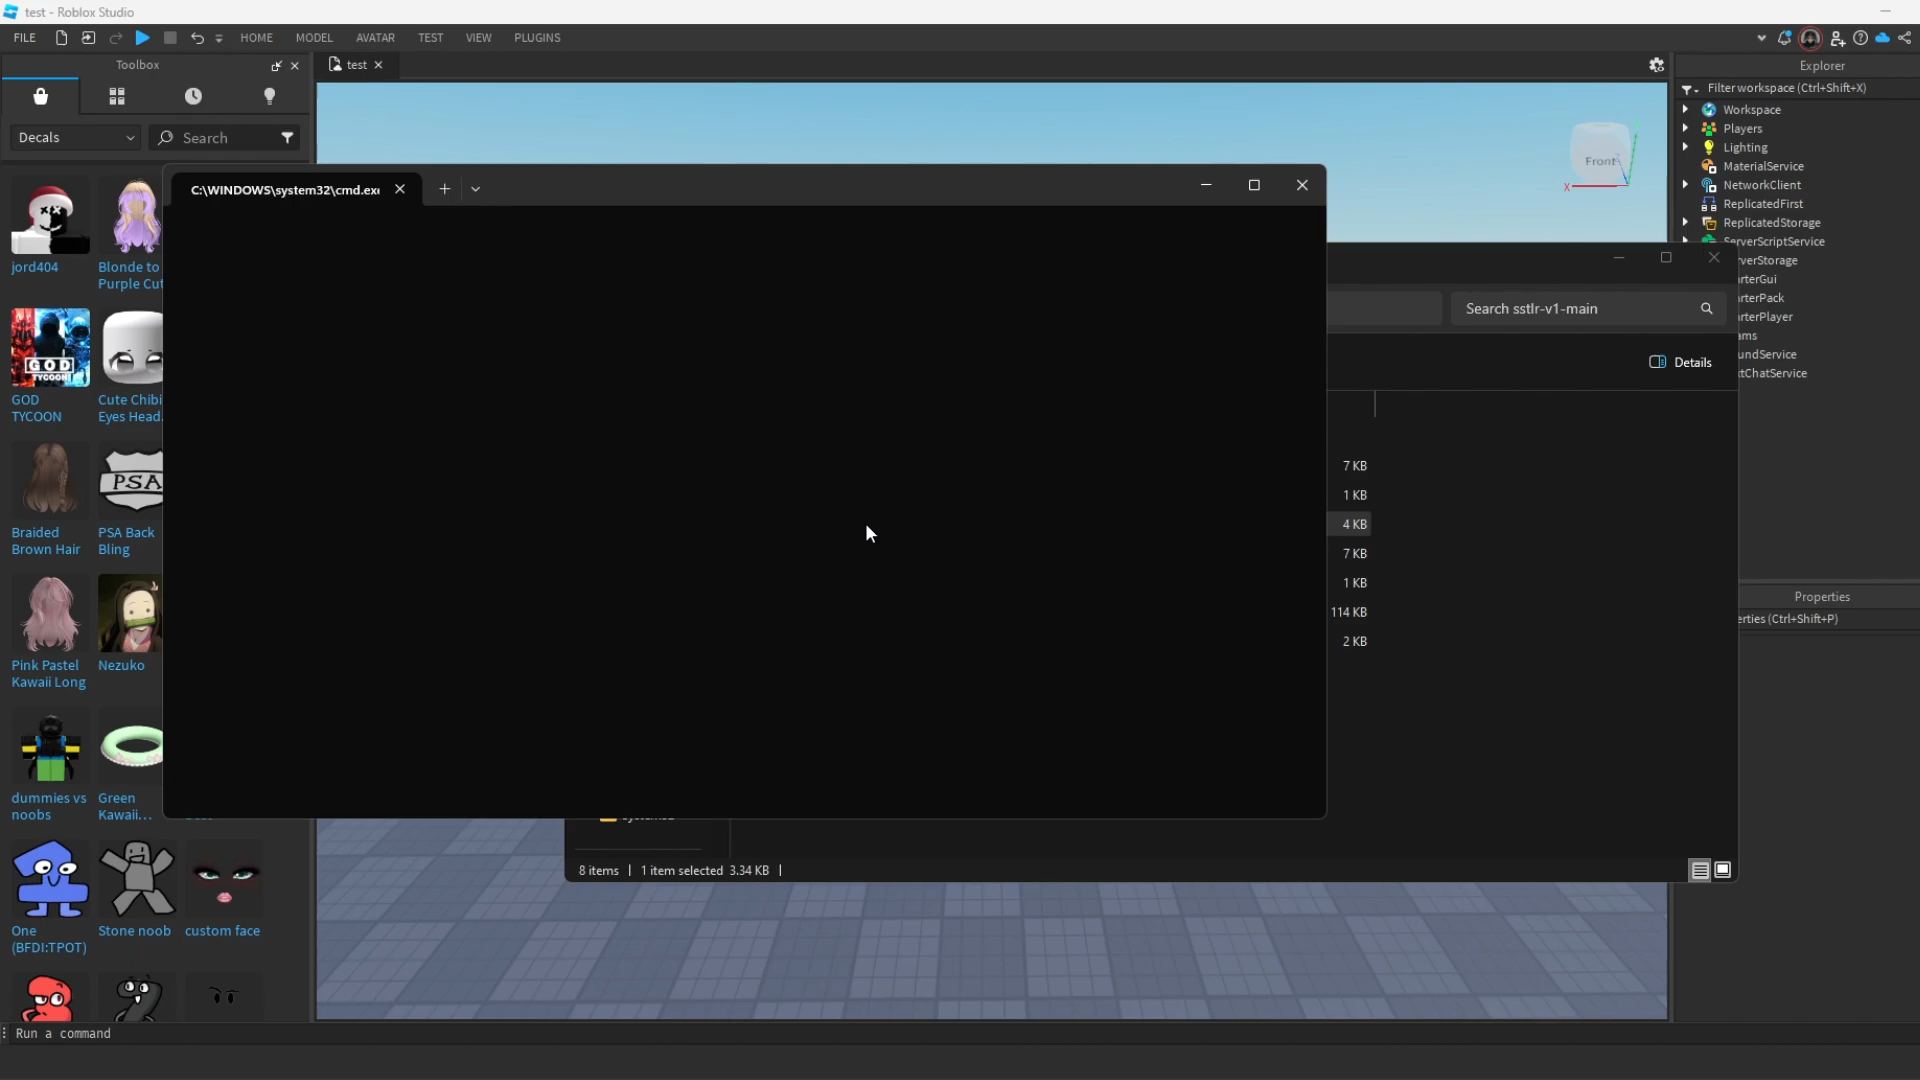 test - Roblox Studio
FILE
HOME
MODEL
AVATAR
TEST
VIEW
PLUGINS
Toolbox
test
Explorer
Decals
Search
Filter workspace (Ctrl+Shift+X)
Workspace
Players
Lighting
MaterialService
NetworkClient
ReplicatedFirst
ReplicatedStorage
ServerScriptService
verStorage
rterGui
rterPack
rterPlayer
ams
undService
tChatService
Front
X
C:\WINDOWS\system32\cmd.exe
jord404
Blonde to
Purple Cut
GOD
TYCOON
GOD
TYCOON
Cute Chibi
Eyes Head.
PSA
Braided
Brown Hair
PSA Back
Bling
Pink Pastel
Kawaii Long
Nezuko
dummies vs
noobs
Green
Kawaii...
One
(BFDI:TPOT)
Stone noob
custom face
Search sstlr-v1-main
Details
7 KB
1 KB
4 KB
7 KB
1 KB
114 KB
2 KB
Properties
erties (Ctrl+Shift+P)
8 items
1 item selected 3.34 KB
Run a command